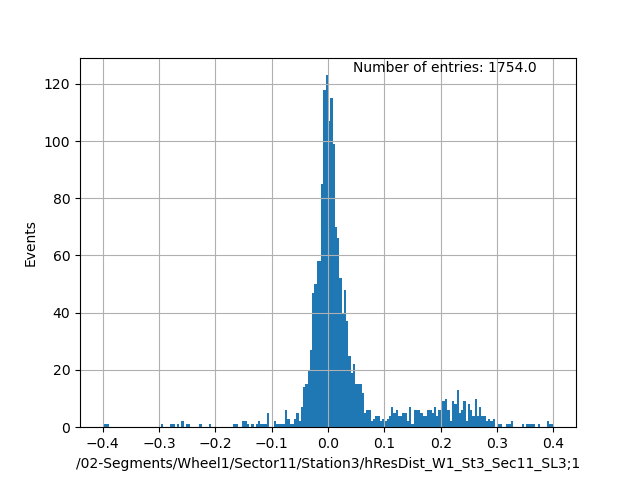 Number of entries: 1754.0
120
100
80
60
40
20
0
Events
−0.4 −0.3 −0.2 −0.1 0.0 0.1 0.2 0.3 0.4
/02-Segments/Wheel1/Sector11/Station3/hResDist_W1_St3_Sec11_SL3;1